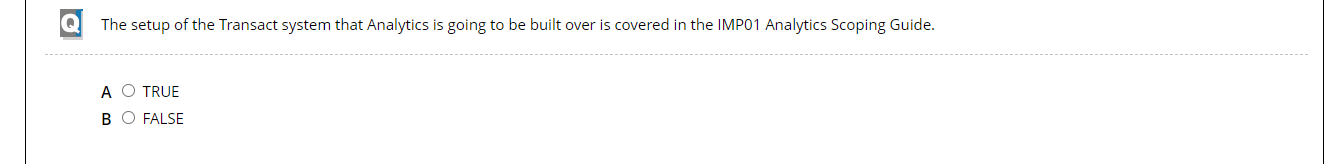 Q The setup of the Transact system that Analytics is going to be built over is covered in the IMP01 Analytics Scoping Guide.
A TRUE
B FALSE